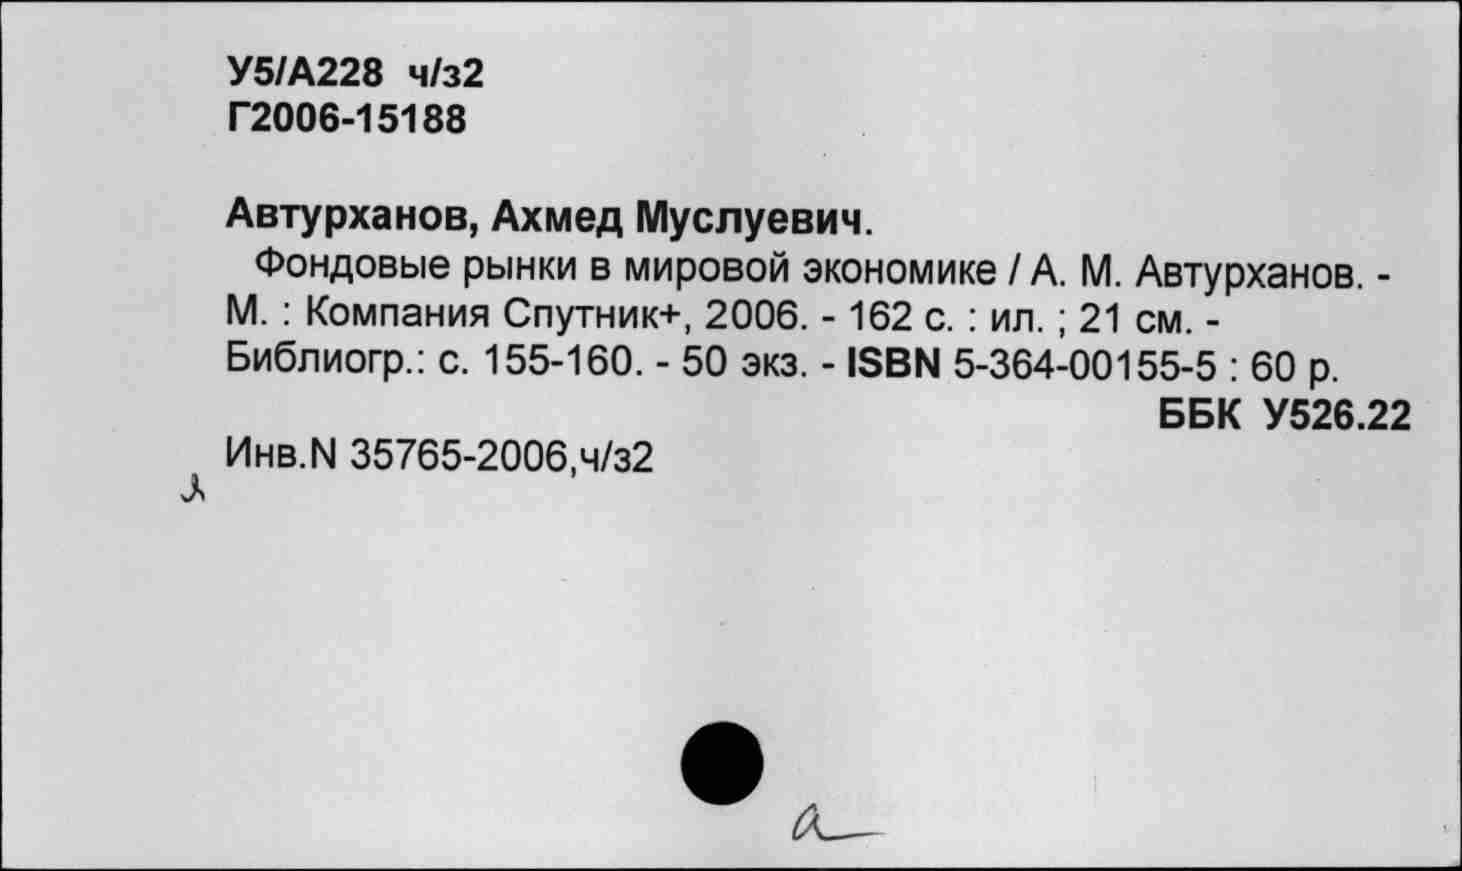 У5/А228 ч/з2
Г2006-15188
Автурханов, Ахмед Муслуевич.
Фондовые рынки в мировой экономике / А. М. Автурханов. -
М. : Компания Спутник+, 2006. - 162 с. : ил. ; 21 см. -
Библиогр.: с. 155-160. - 50 экз. - ISBN 5-364-00155-5 : 60 р.
ББК У526.22
Инв.N 35765-2006,ч/з2
а